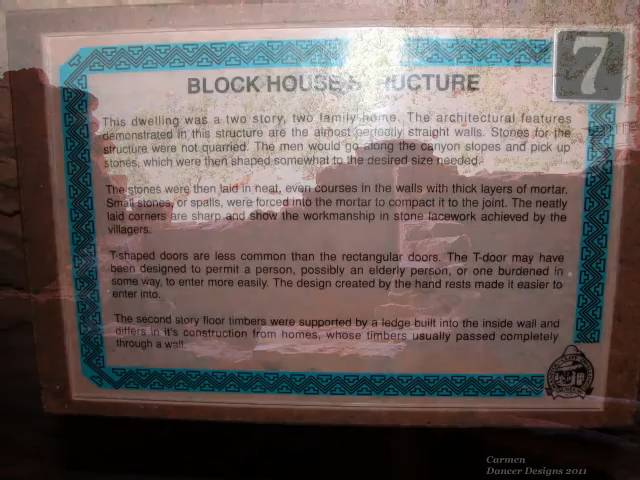 7
BLOCK HOUSE STRUCTURE
This dwelling was a two story, two family home. The architectural features
demonstrated in this structure are the almost perfectly straight walls. Stones for the
structure were not quarried. The men would go along the canyon slopes and pick up
stones, which were then shaped somewhat to the desired size needed.
The stones were then laid in neat, even courses in the walls with thick layers of mortar.
Small stones, or spalls, were forced into the mortar to compact it to the joint. The neatly
laid corners are sharp and show the workmanship in stone lacework achieved by the
villagers.
T-shaped doors are less common than the rectangular doors. The T-door may have
been designed to permit a person, possibly an elderly person, or one burdened in
some way, to enter more easily. The design created by the hand rests made it easier to
enter into.
The second story floor timbers were supported by a ledge built into the inside wall and
differs in it's construction from homes, whose timbers usually passed completely
through a wall.
Carmen
Dancer Designs 2011